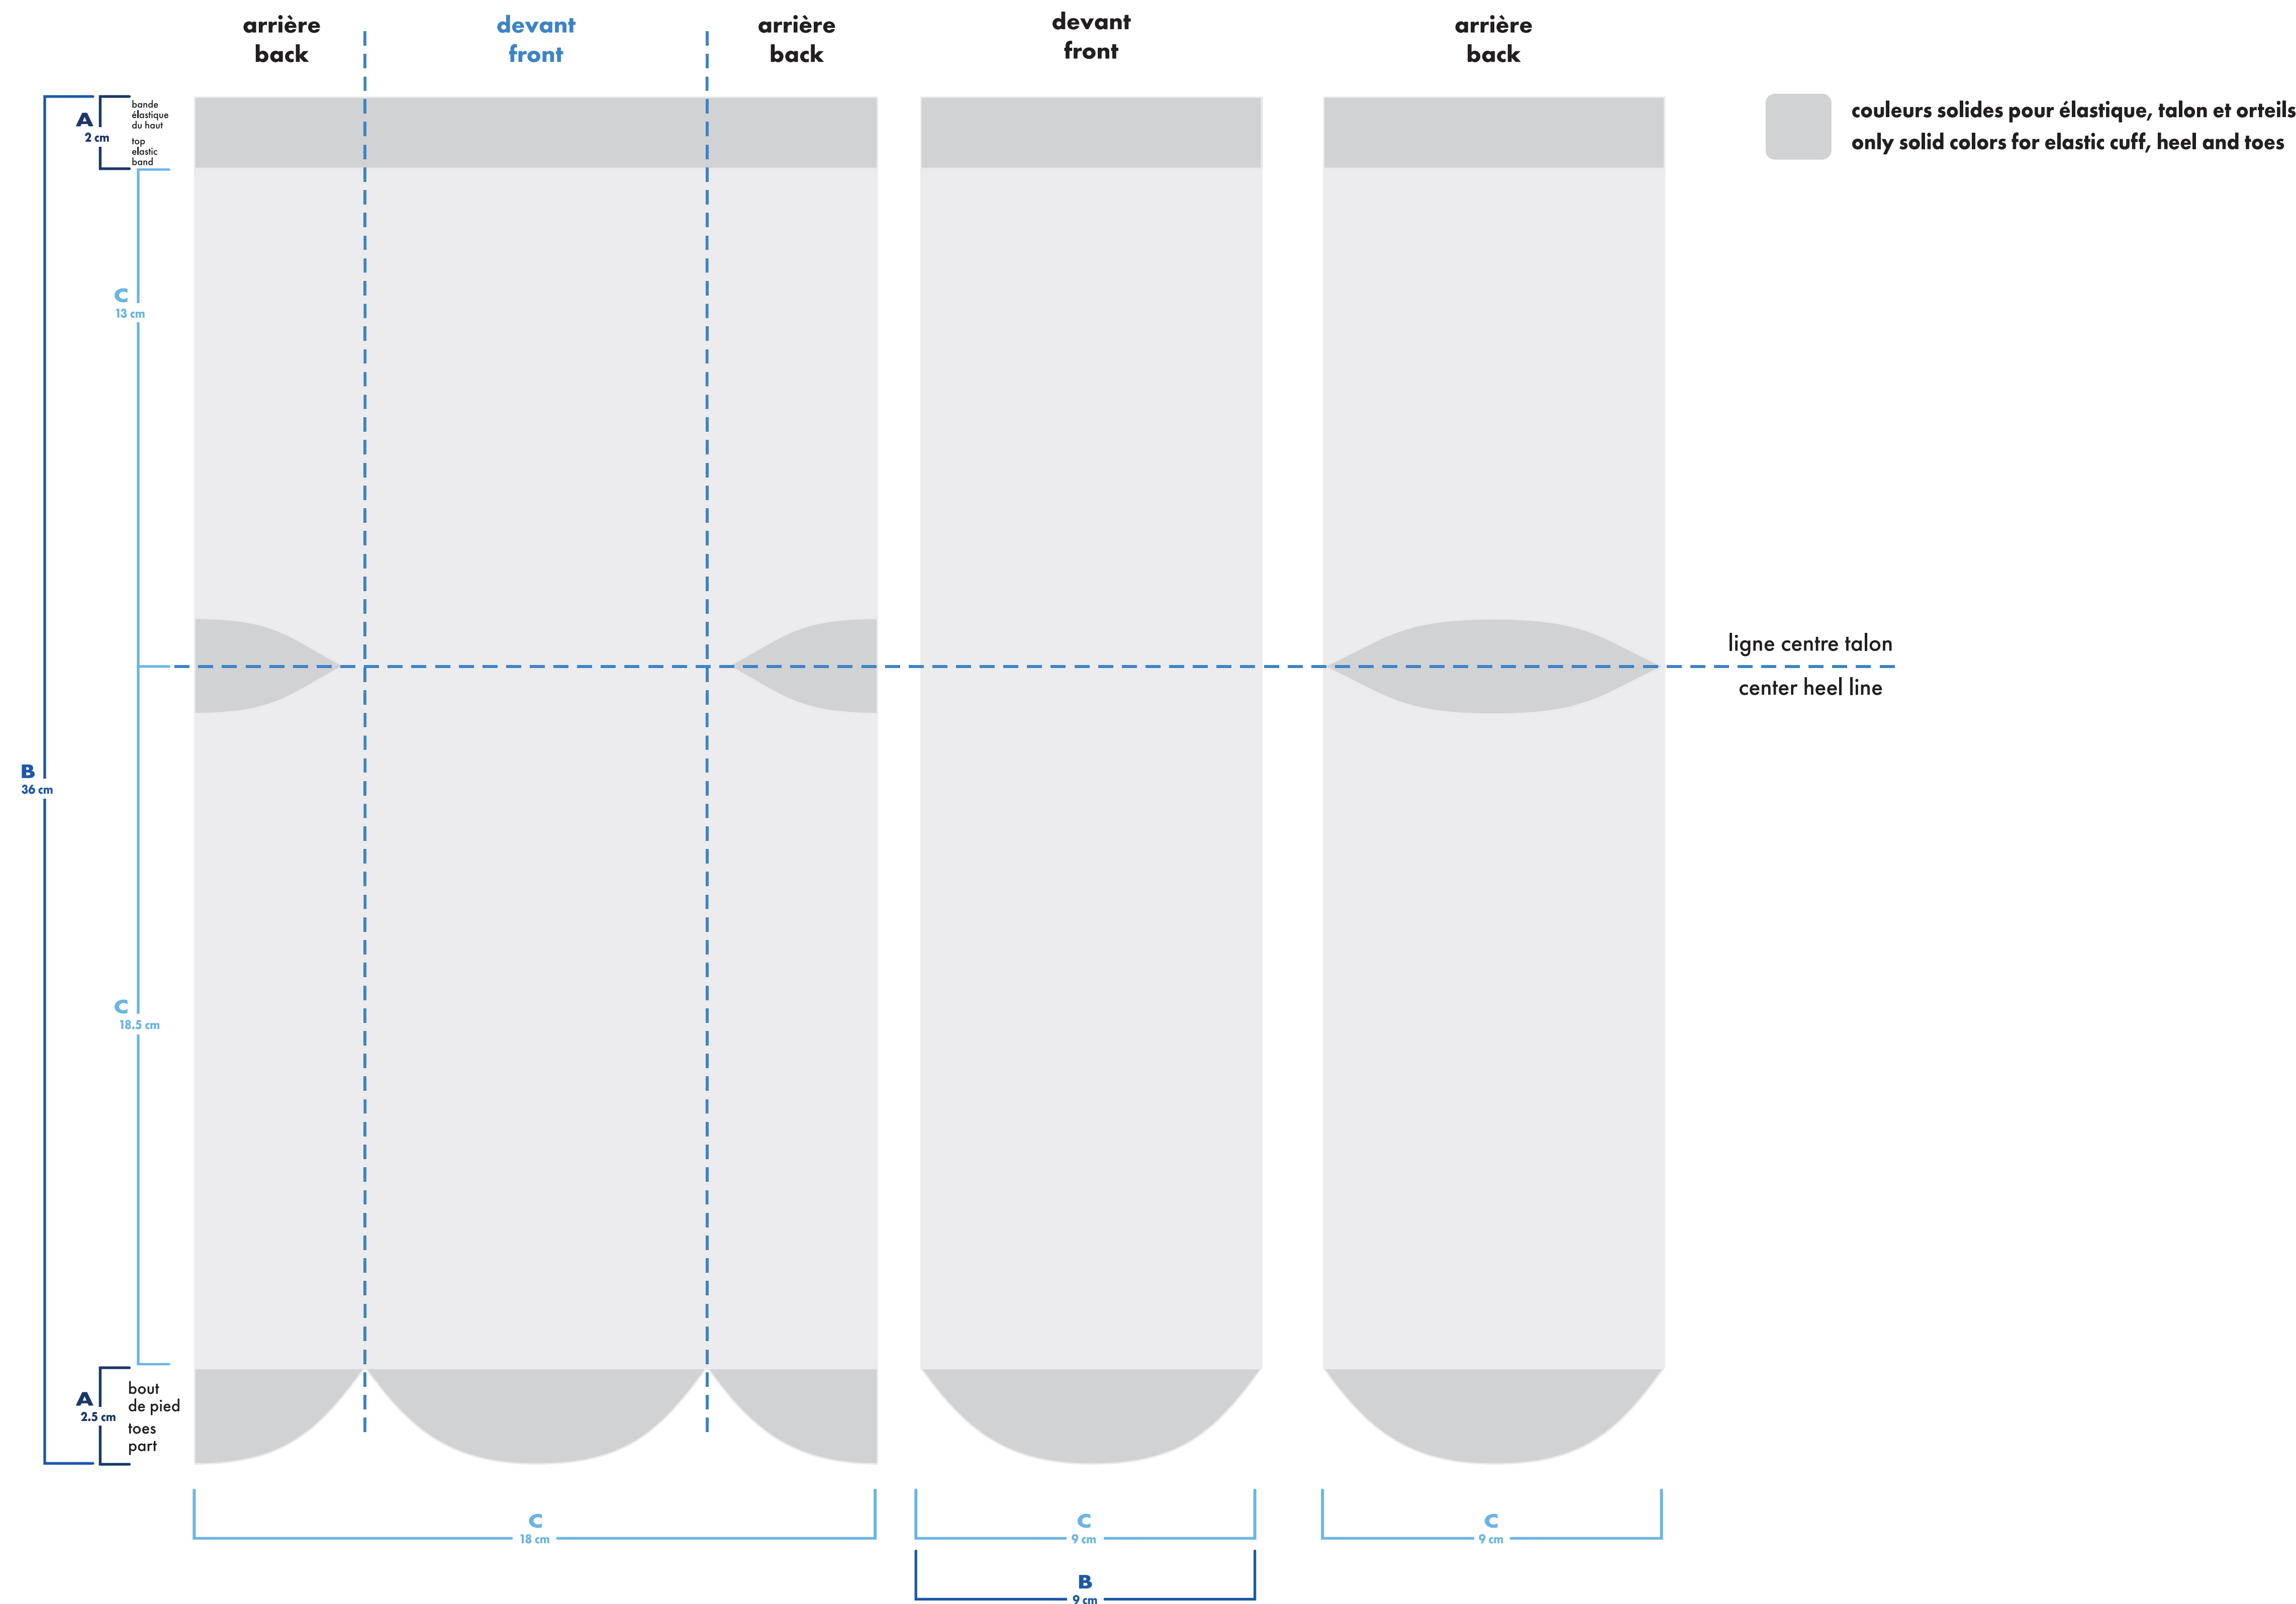 arrière
back
devant
front
arrière
back
devant
front
arrière
back
A
2 cm
bande
élastique
du haut
top
elastic
band
couleurs solides pour élastique, talon et orteils
only solid colors for elastic cuff, heel and toes
C
13 cm
ligne centre talon
center heel line
B
36 cm
C
18.5 cm
A
2.5 cm
bout
de pied
toes
part
C
18 cm
C
9 cm
C
9 cm
B
9 cm